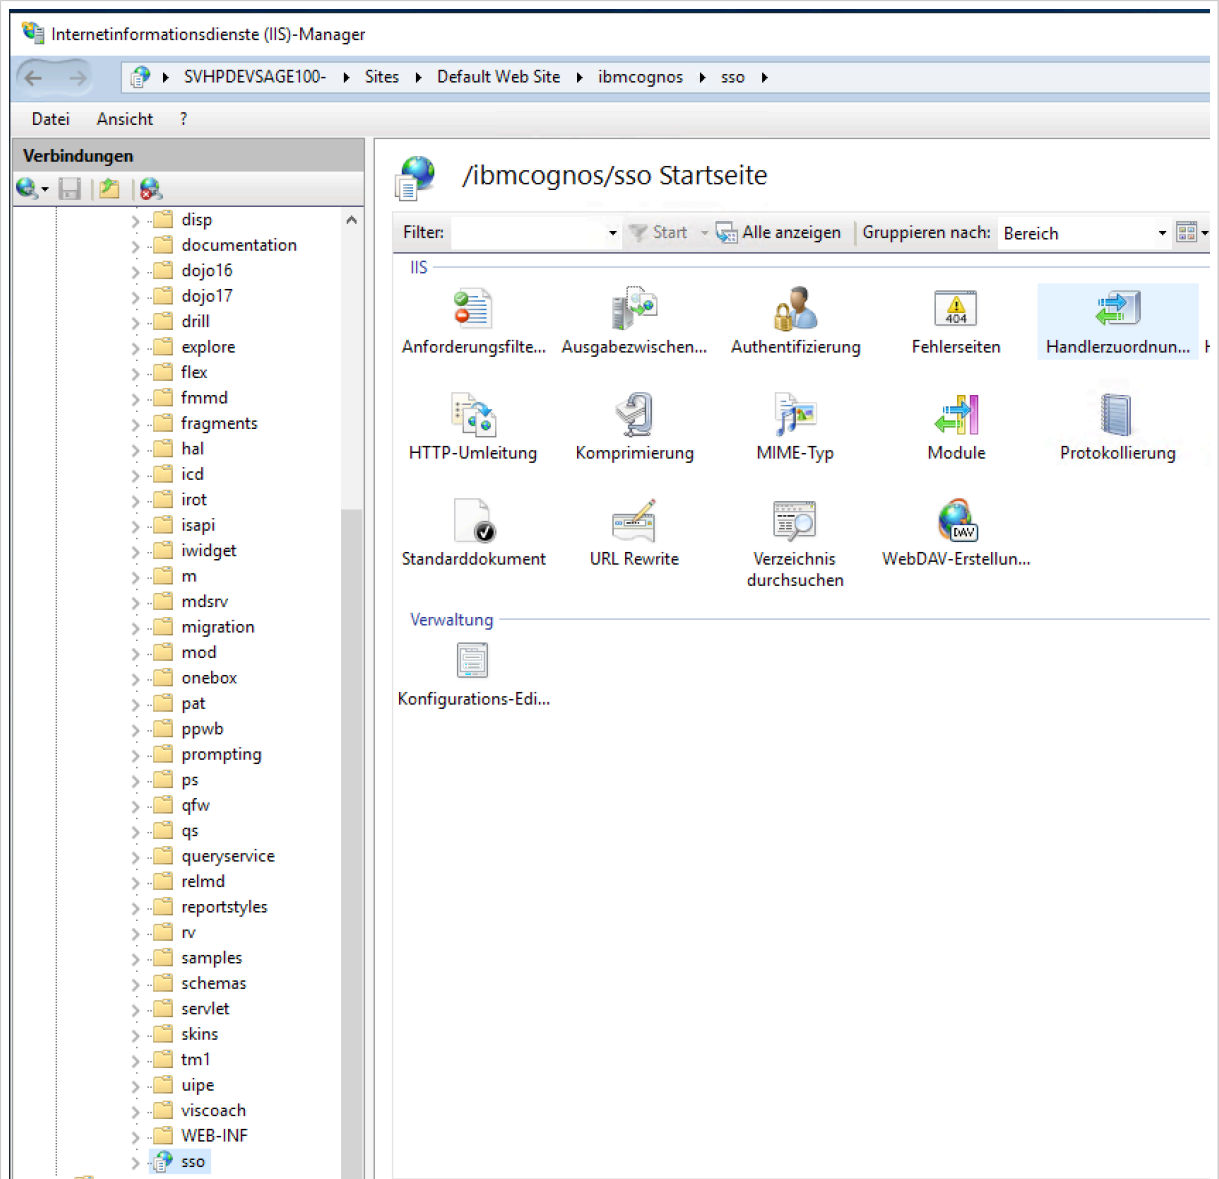 Internetinformationsdienste (IIS)-Manager
SVHPDEVSAGE100- Sites Default Web Site ibmcognos sso
Datei Ansicht ?
Verbindungen
disp
documentation
dojo16
dojo17
drill
explore
flex
fmmd
fragments
hal
icd
irot
isapi
iwidget
m
mdsrv
migration
mod
onebox
pat
ppwb
prompting
ps
qfw
qs
queryservice
relmd
reportstyles
rv
samples
schemas
servlet
skins
tm1
uipe
viscoach
WEB-INF
sso
/ibmcognos/sso Startseite
Filter: Start Alle anzeigen Gruppieren nach: Bereich
IIS
Anforderungsfilte... Ausgabezwischen... Authentifizierung Fehlerseiten Handlerzuordnun...
404
HTTP-Umleitung Komprimierung MIME-Typ Module Protokollierung
DAV
Standarddokument URL Rewrite Verzeichnis durchsuchen WebDAV-Erstellun...
Verwaltung
Konfigurations-Edi...